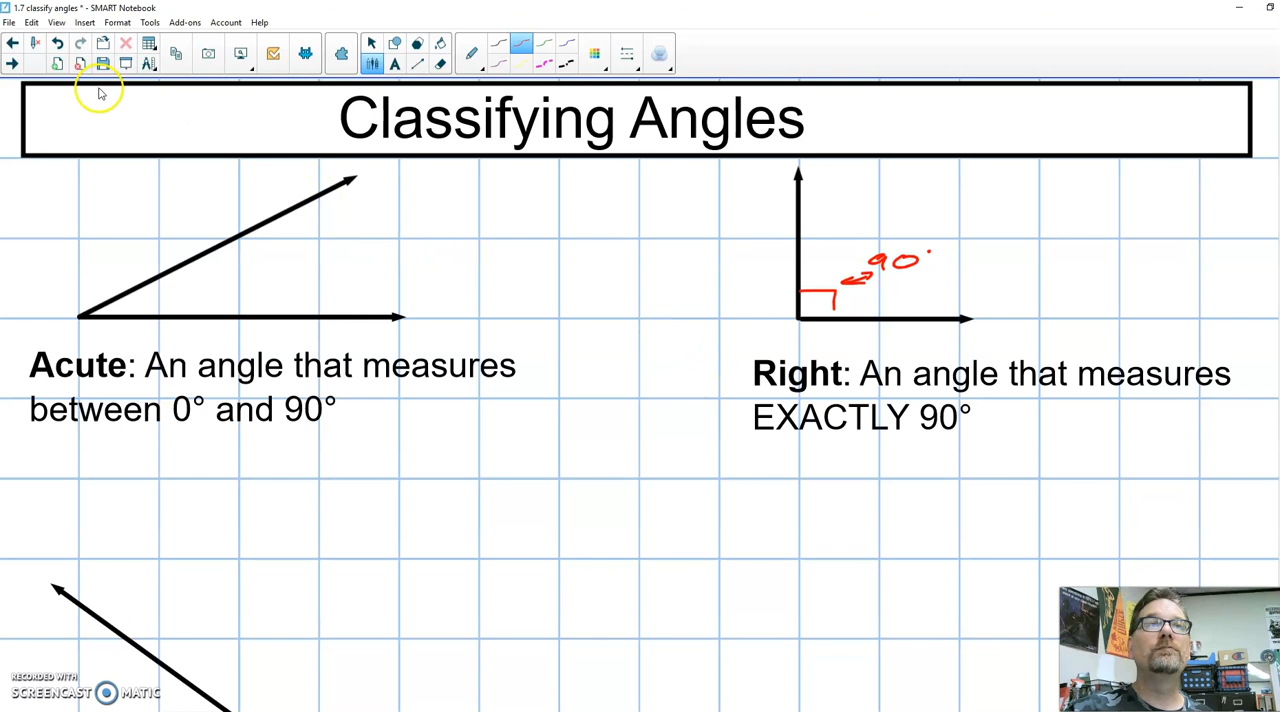 1.7 classify angles * - SMART Notebook
File Edit View Insert Format Tools Add-ons Account Help
Classifying Angles
90°
Acute: An angle that measures
between 0° and 90°
Right: An angle that measures
EXACTLY 90°
RECORDED WITH
SCREENCAST MATIC